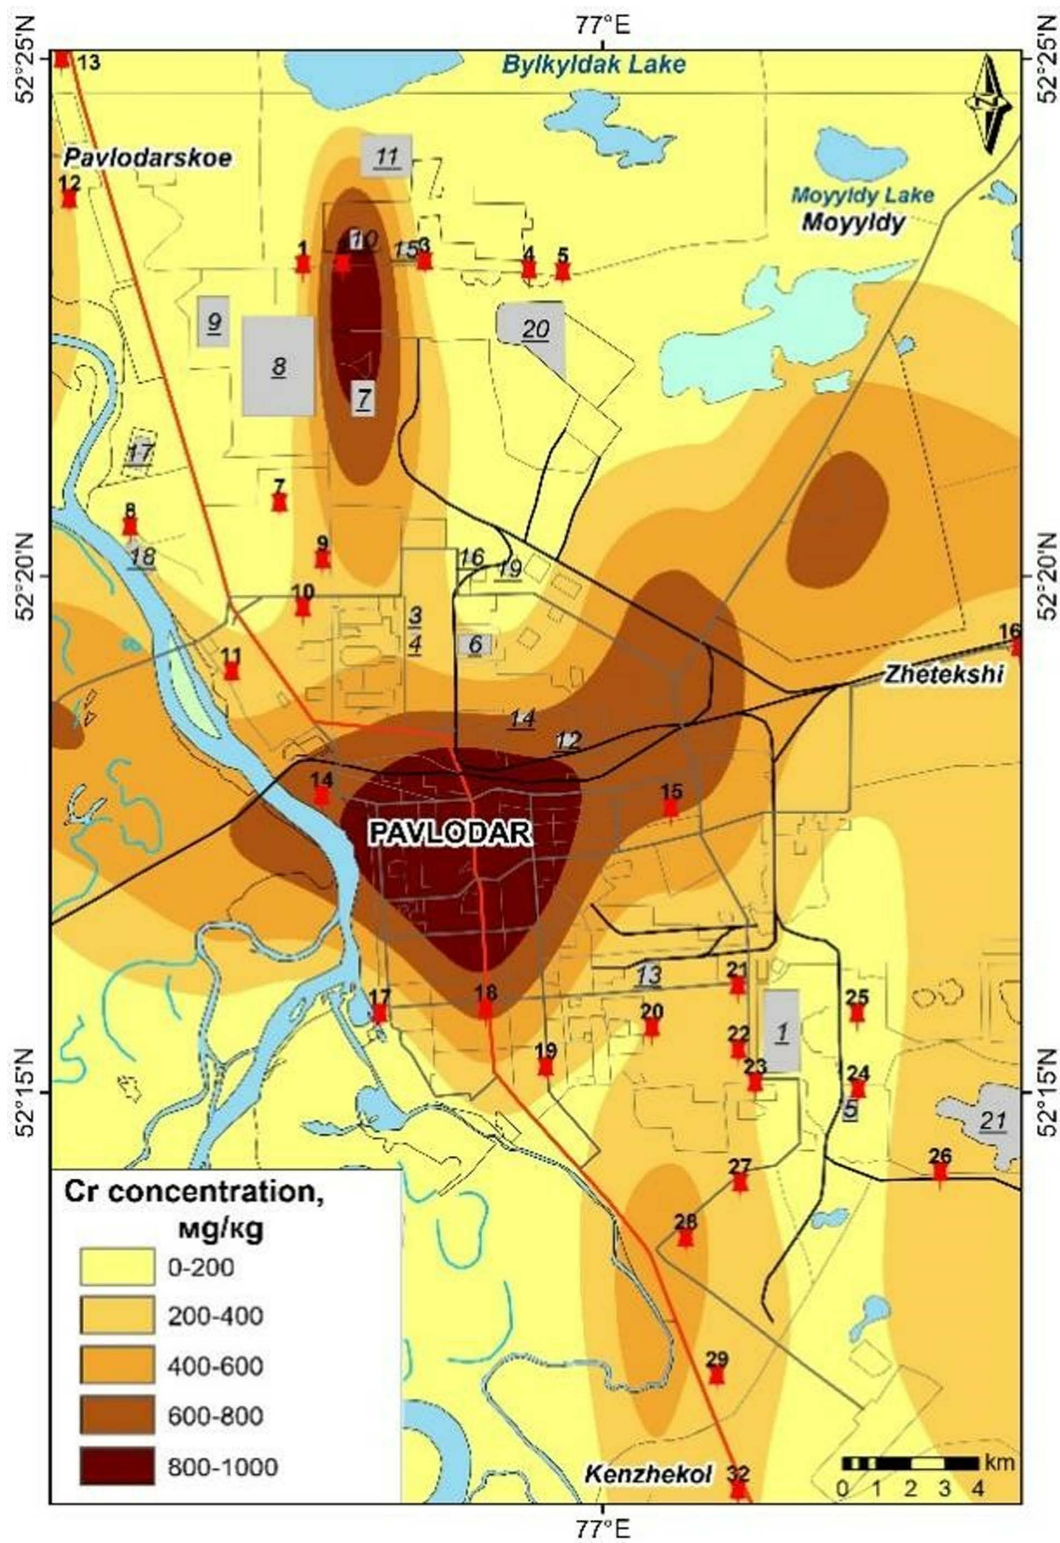 77°E
52°25'N
52°25'N
Bylkyldak Lake
13
Pavlodarskoe
11
12
Moyyldy Lake
Moyyldy
10
1
15
3
4
5
9
20
8
7
17
7
8
18
9
16
19
52°20'N
52°20'N
10
3
4
6
16
11
Zhetekshi
14
12
14
15
PAVLODAR
13
21
17
18
20
25
1
22
19
23
24
5
21
52°15'N
52°15'N
26
27
28
Cr concentration,
мg/кg
0-200
200-400
400-600
600-800
800-1000
29
Kenzhekol
32
km
0 1 2 3 4
77°E